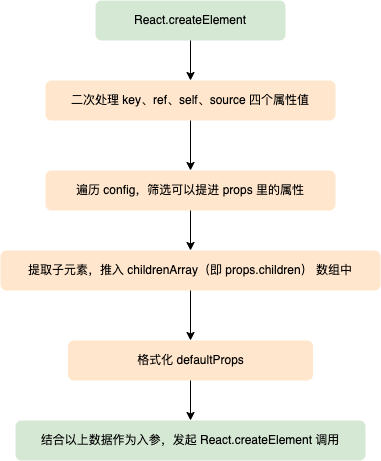 React.createElement
二次处理 key、ref、self、source 四个属性值
遍历 config，筛选可以提进 props 里的属性
提取子元素，推入 childrenArray（即 props.children） 数组中
格式化 defaultProps
结合以上数据作为入参，发起 React.createElement 调用